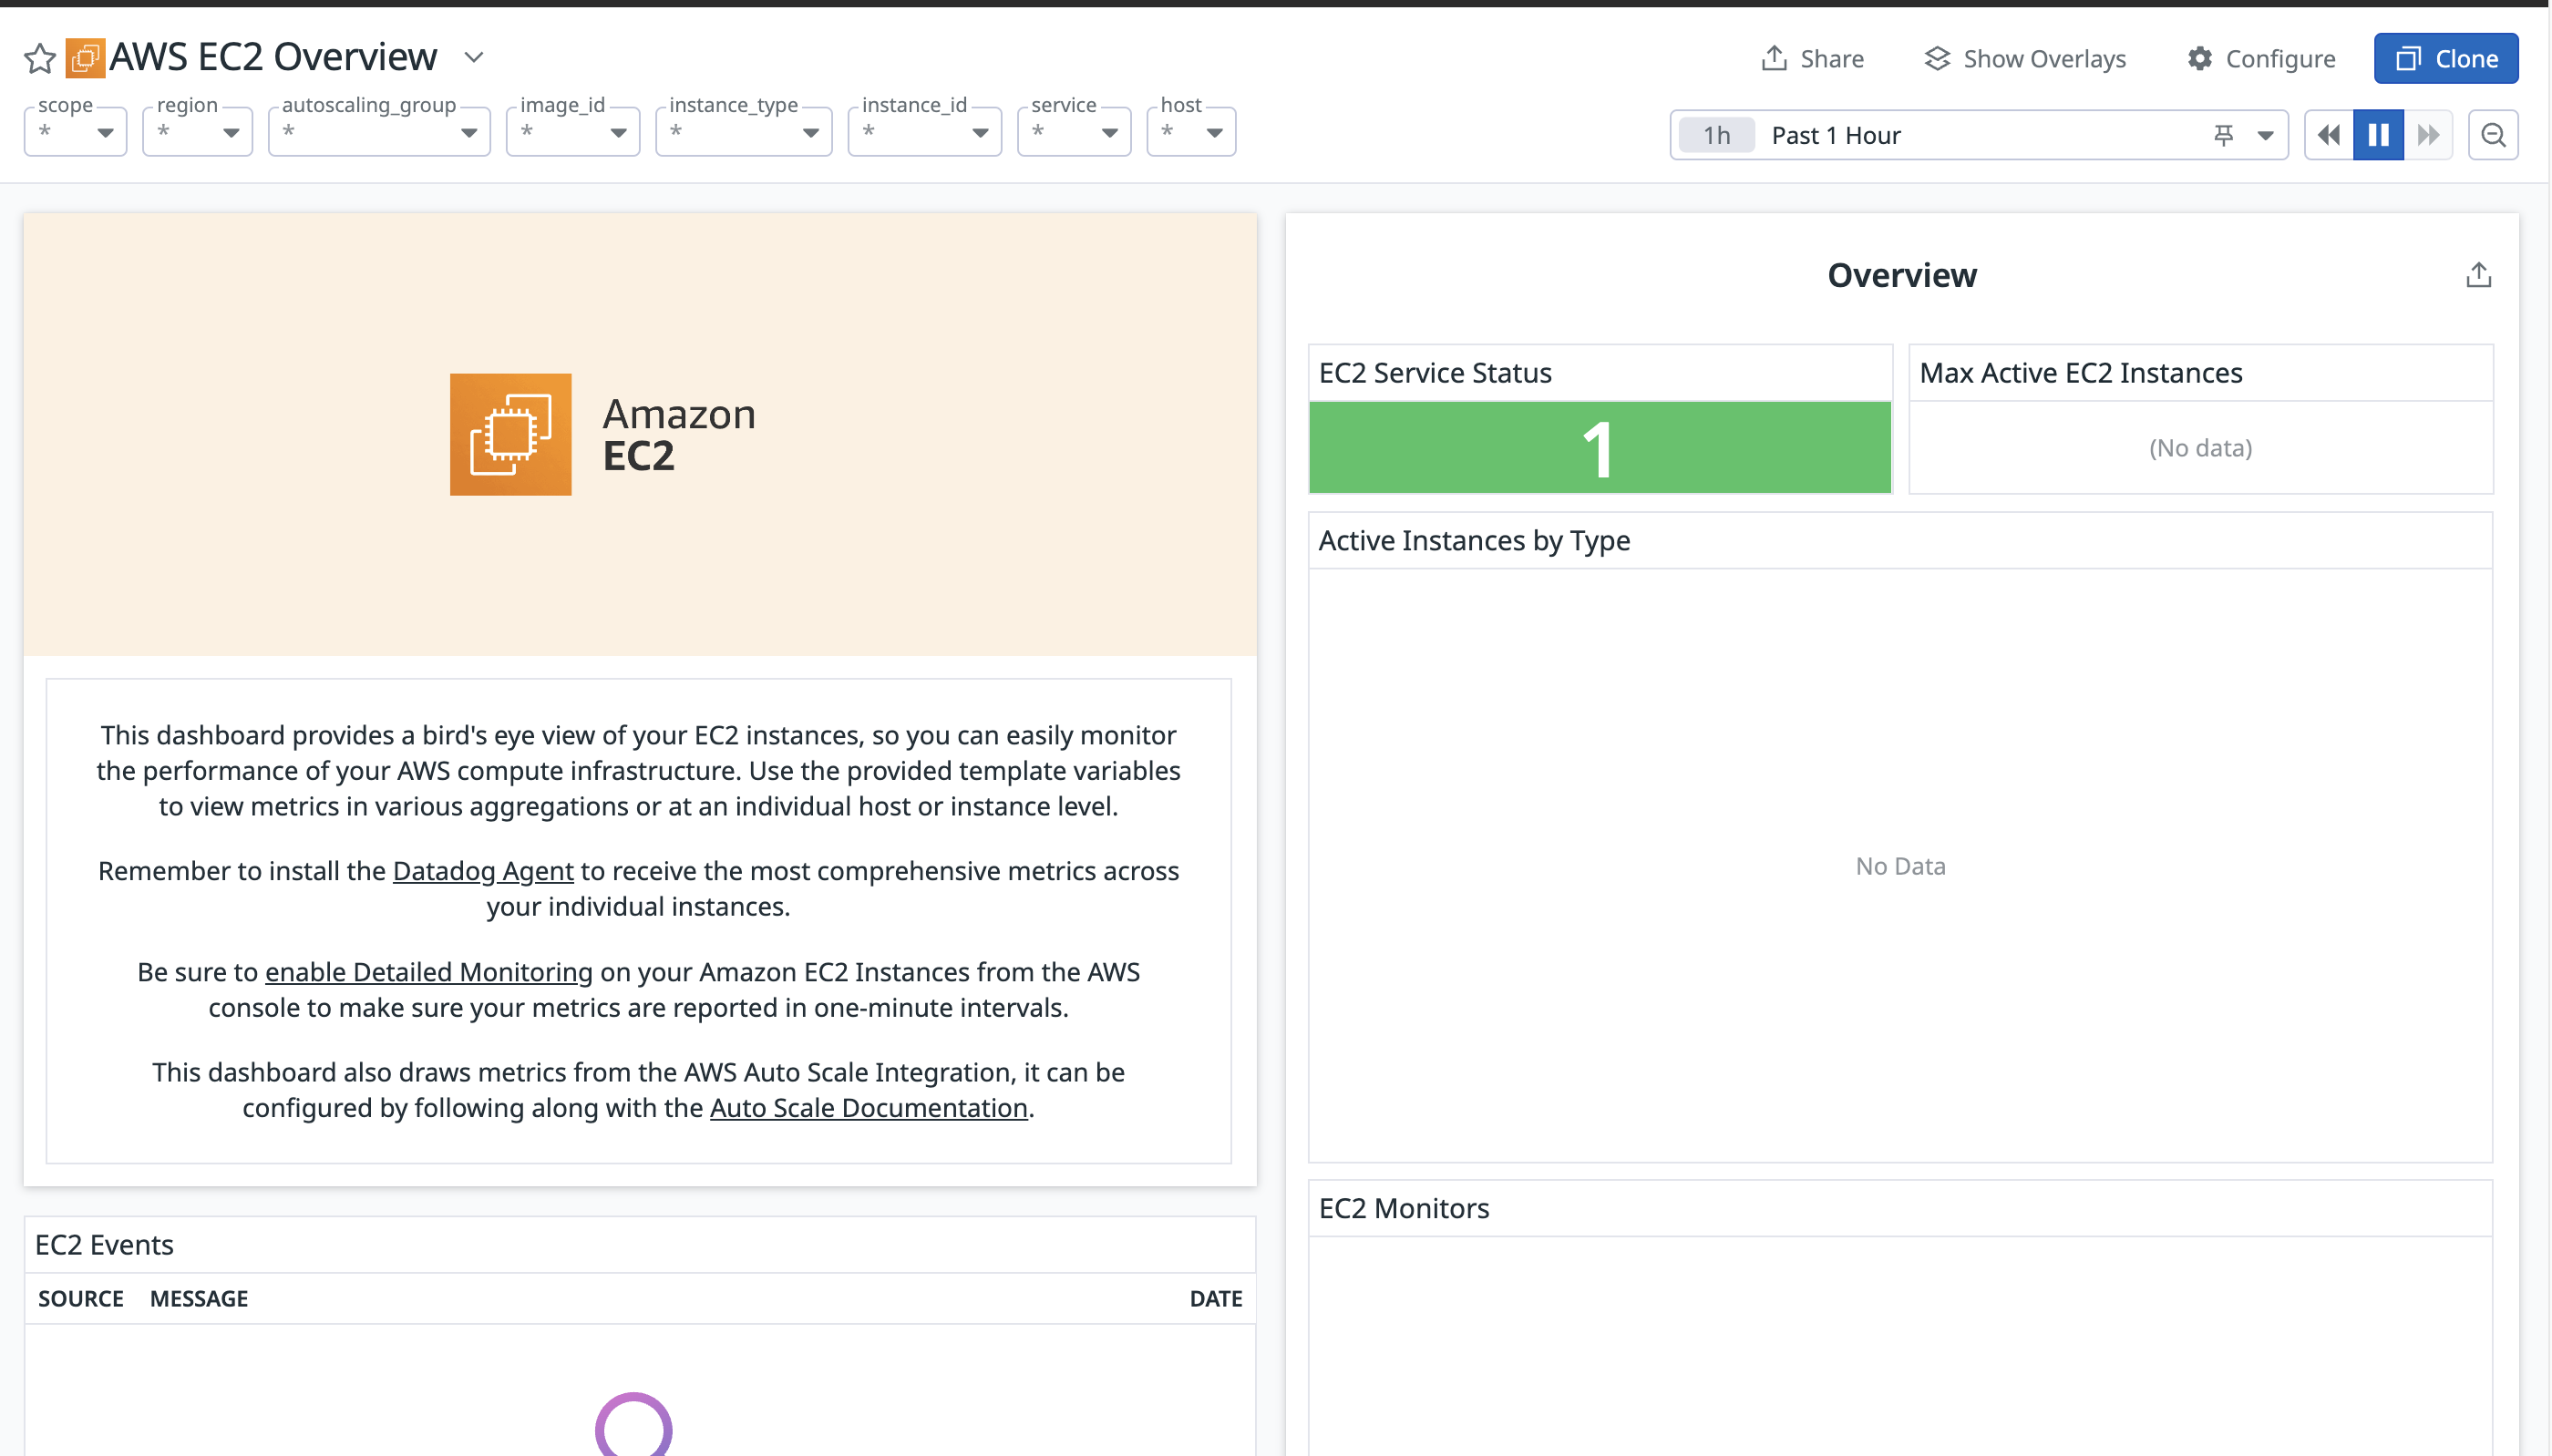 AWS EC2 Overview
Share
Show Overlays
Configure
Clone
scope
*
region
*
autoscaling_group
*
image_id
*
instance_type
*
instance_id
*
service
*
host
*
1h
Past 1 Hour
Amazon
EC2
This dashboard provides a bird's eye view of your EC2 instances, so you can easily monitor
the performance of your AWS compute infrastructure. Use the provided template variables
to view metrics in various aggregations or at an individual host or instance level.
Remember to install the Datadog Agent to receive the most comprehensive metrics across
your individual instances.
Be sure to enable Detailed Monitoring on your Amazon EC2 Instances from the AWS
console to make sure your metrics are reported in one-minute intervals.
This dashboard also draws metrics from the AWS Auto Scale Integration, it can be
configured by following along with the Auto Scale Documentation.
EC2 Events
SOURCE MESSAGE DATE
Overview
EC2 Service Status
1
Max Active EC2 Instances
(No data)
Active Instances by Type
No Data
EC2 Monitors